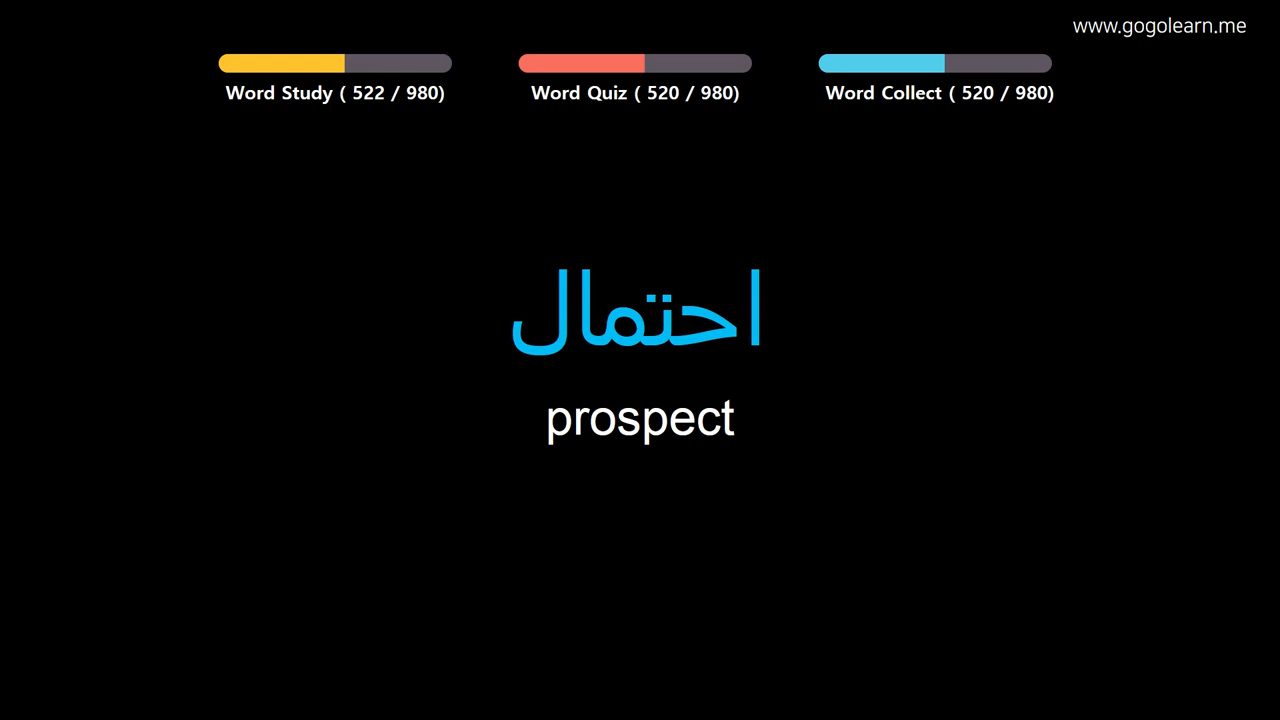 www.gogolearn.me
Word Study ( 522 / 980)
Word Quiz ( 520 / 980)
Word Collect ( 520 / 980)
احتمال
prospect